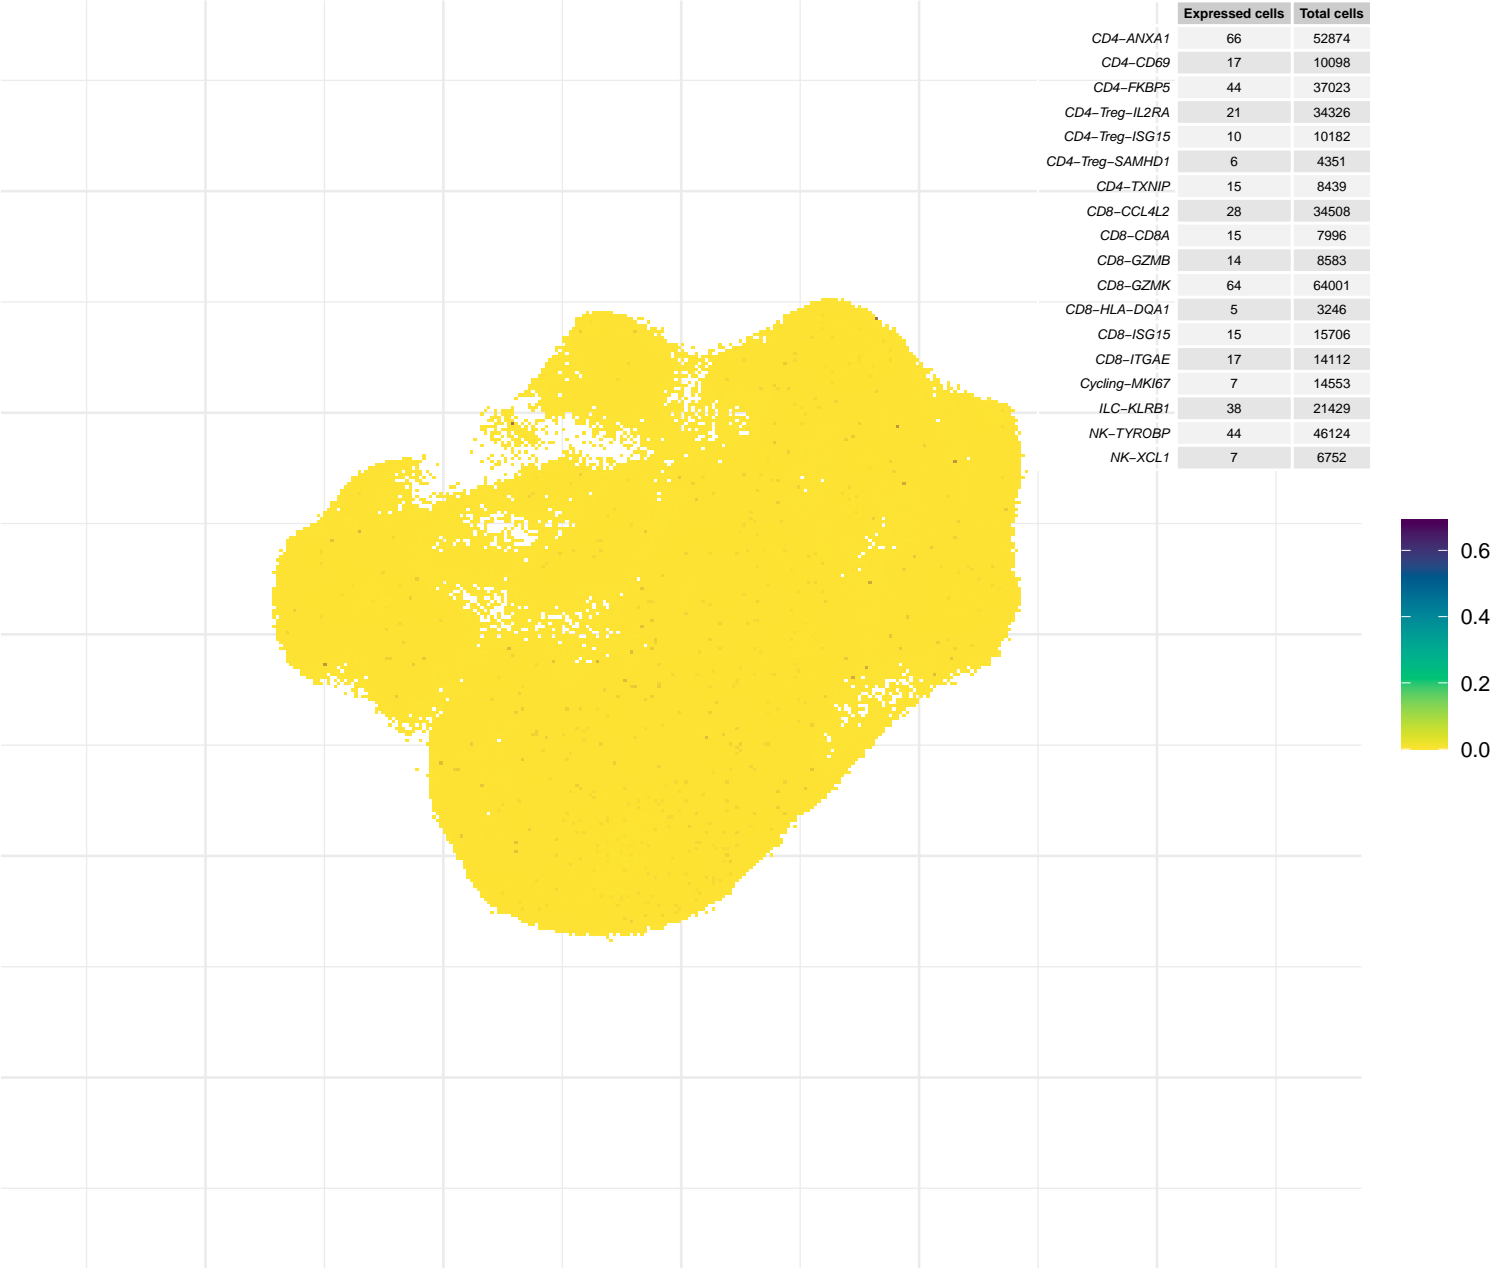 Expressed cells Total cells
CD4−ANXA1 66 52874
CD4−CD69 17 10098
CD4−FKBP5 44 37023
CD4−Treg−IL2RA 21 34326
CD4−Treg−ISG15 10 10182
CD4−Treg−SAMHD1 6 4351
CD4−TXNIP 15 8439
CD8−CCL4L2 28 34508
CD8−CD8A 15 7996
CD8−GZMB 14 8583
CD8−GZMK 64 64001
CD8−HLA−DQA1 5 3246
CD8−ISG15 15 15706
CD8−ITGAE 17 14112
Cycling−MKI67 7 14553
ILC−KLRB1 38 21429
NK−TYROBP 44 46124
NK−XCL1 7 6752
0.6
0.4
0.2
0.0